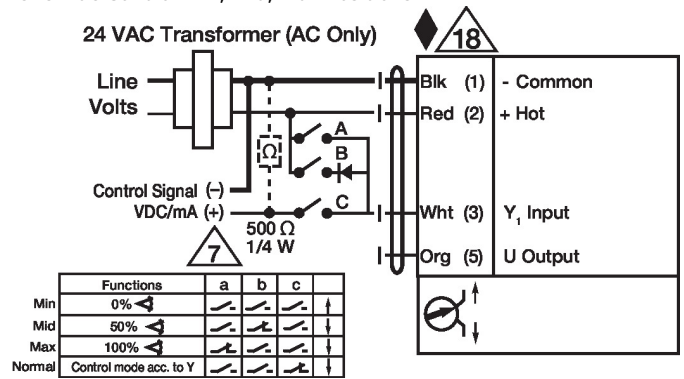 24 VAC Transformer (AC Only)
18
Line
Volts
Blk (1) - Common
Red (2) + Hot
A
Ω
B
Control Signal (–)
VDC/mA (+)
C
Wht (3) Y₁ Input
500 Ω
1/4 W
7
Org (5) U Output
Functions a b c
Min 0%
Mid 50%
Max 100%
Normal Control mode acc. to Y